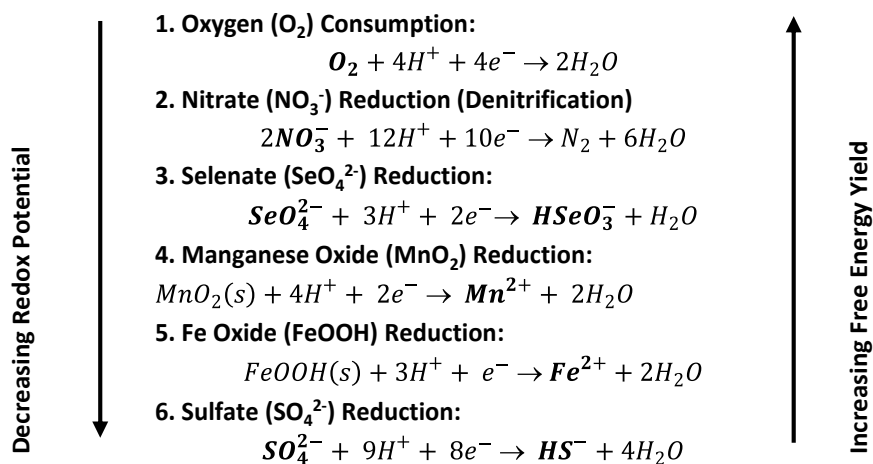 Decreasing Redox Potential
1. Oxygen (O₂) Consumption:
O₂ + 4H⁺ + 4e⁻ → 2H₂O
2. Nitrate (NO₃⁻) Reduction (Denitrification)
2NO₃⁻ + 12H⁺ + 10e⁻ → N₂ + 6H₂O
3. Selenate (SeO₄²⁻) Reduction:
SeO₄²⁻ + 3H⁺ + 2e⁻ → HSeO₃⁻ + H₂O
4. Manganese Oxide (MnO₂) Reduction:
MnO₂(s) + 4H⁺ + 2e⁻ → Mn²⁺ + 2H₂O
5. Fe Oxide (FeOOH) Reduction:
FeOOH(s) + 3H⁺ + e⁻ → Fe²⁺ + 2H₂O
6. Sulfate (SO₄²⁻) Reduction:
SO₄²⁻ + 9H⁺ + 8e⁻ → HS⁻ + 4H₂O
Increasing Free Energy Yield